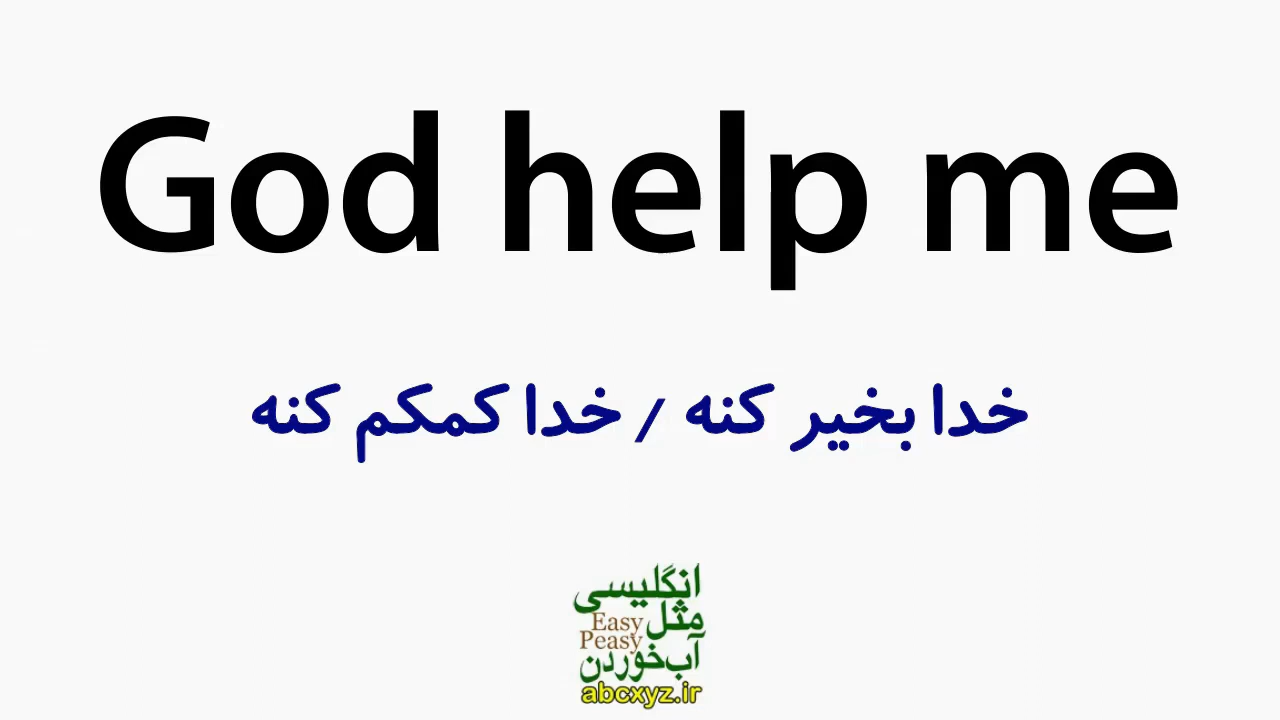 God help me
خدا بخیر کنه / خدا کمکم کنه
انگلیسی
مثل Easy
Peasy
آب‌خوردن
abcxyz.ir